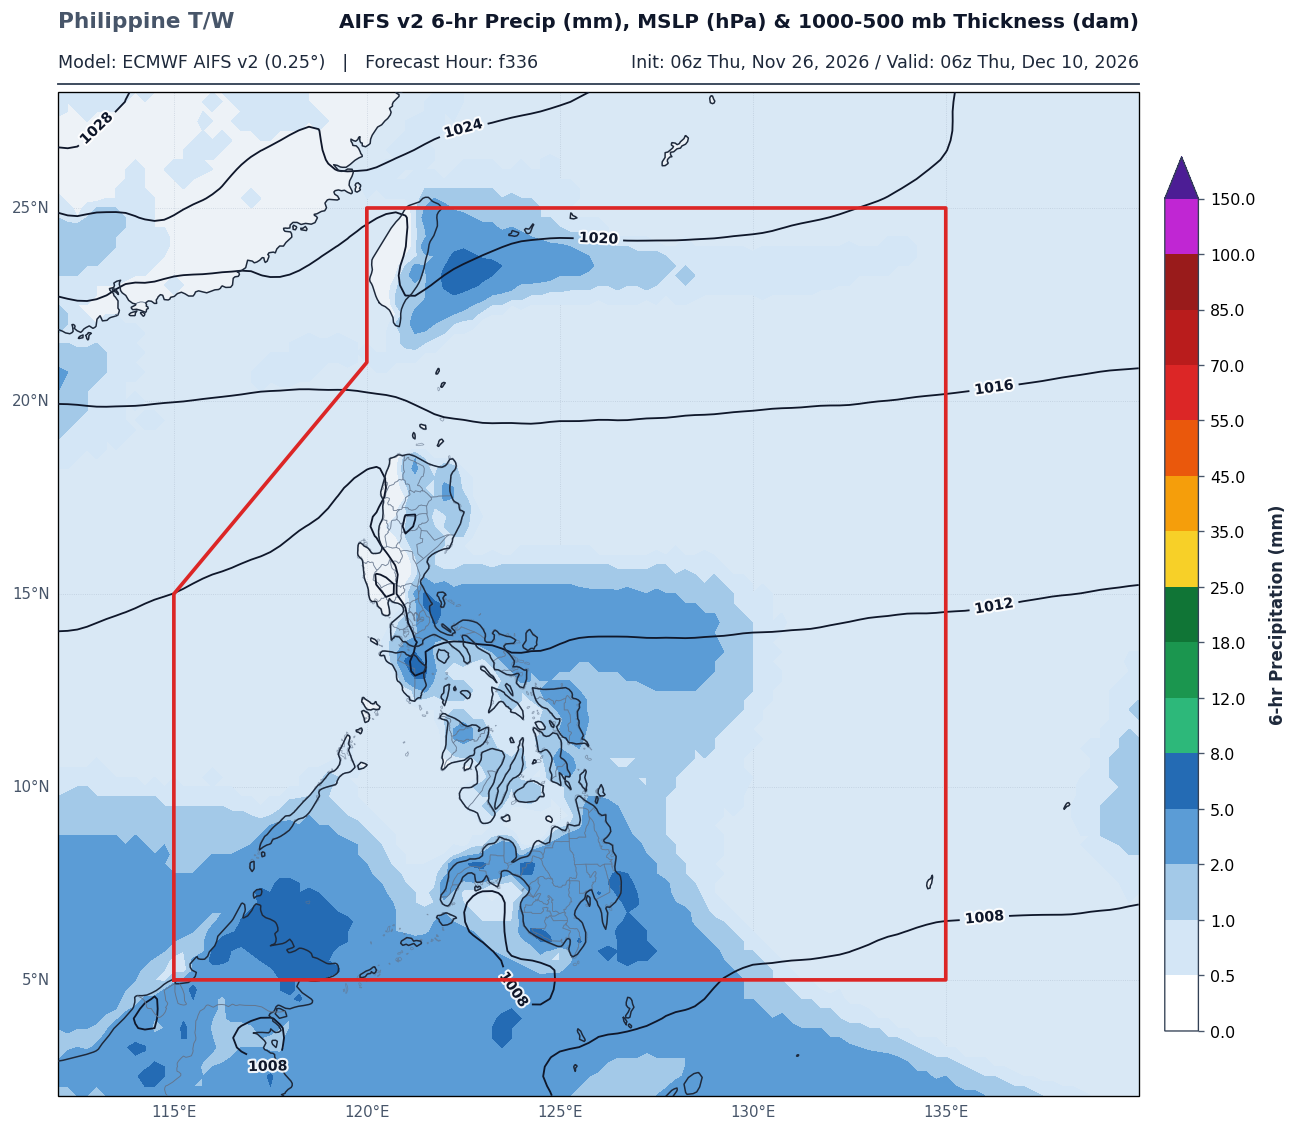 Philippine T/W
AIFS v2 6-hr Precip (mm), MSLP (hPa) & 1000-500 mb Thickness (dam)
Model: ECMWF AIFS v2 (0.25°) | Forecast Hour: f336
Init: 06z Thu, Nov 26, 2026 / Valid: 06z Thu, Dec 10, 2026
1028
1024
1020
1016
1012
1008
1008
1008
25°N
20°N
15°N
10°N
5°N
115°E
120°E
125°E
130°E
135°E
150.0
100.0
85.0
70.0
55.0
45.0
35.0
25.0
18.0
12.0
8.0
5.0
2.0
1.0
0.5
0.0
6-hr Precipitation (mm)